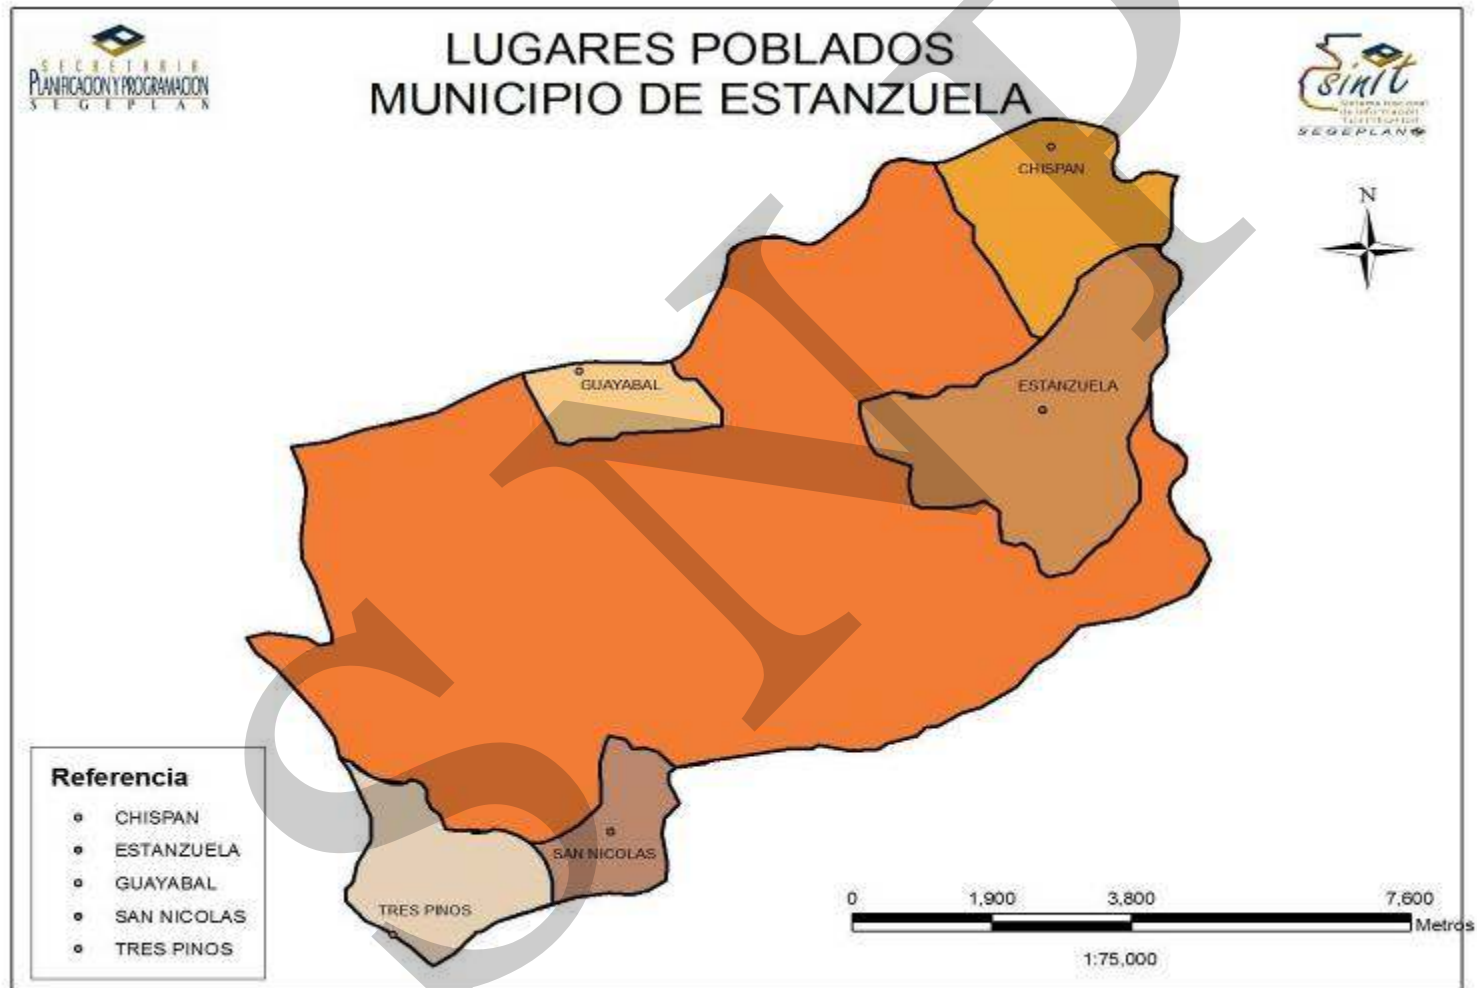 SECRETARIA
PLANIFICACION Y PROGRAMACION
SEGEPLAN
LUGARES POBLADOS
MUNICIPIO DE ESTANZUELA
sinit
SEGEPLAN
N
CHISPAN
GUAYABAL
ESTANZUELA
SAN NICOLAS
TRES PINOS
Referencia
CHISPAN
ESTANZUELA
GUAYABAL
SAN NICOLAS
TRES PINOS
0 1,900 3,800 7,600
Metros
1:75,000
SNIP